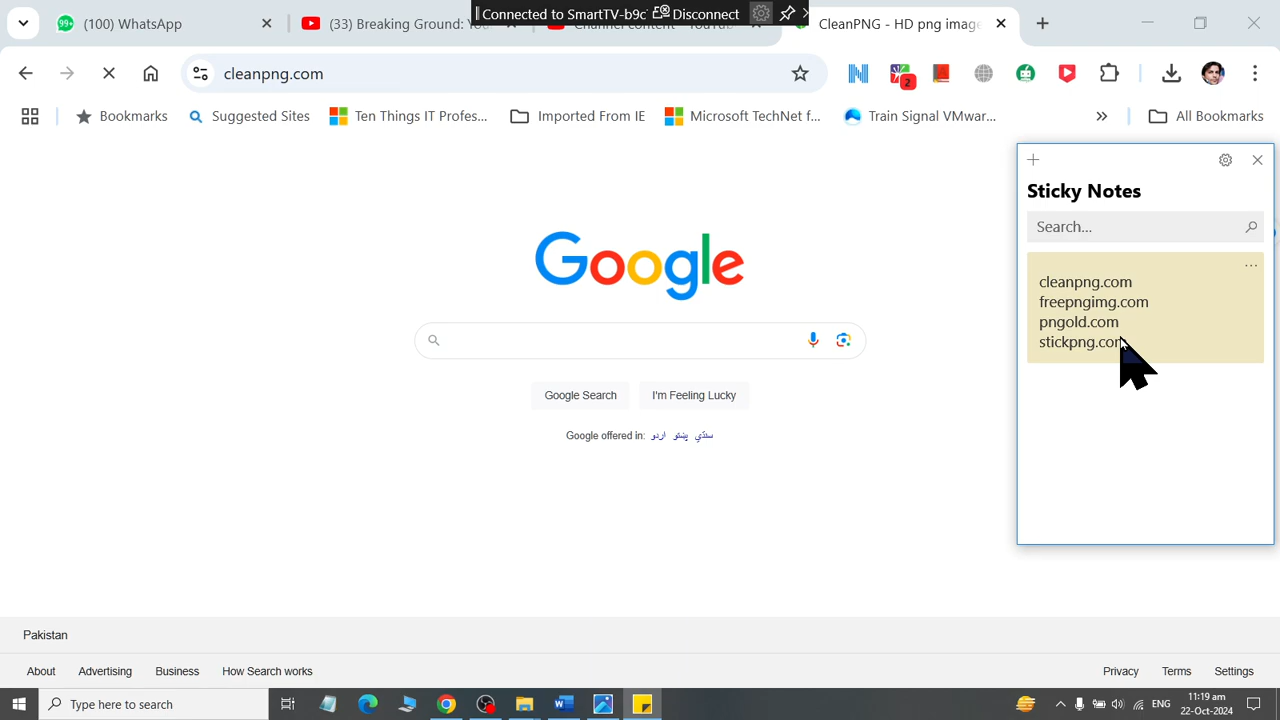 (100) WhatsApp
(33) Breaking Ground: Yo
Connected to SmartTV-b9c
Disconnect
CleanPNG - HD png image
cleanpng.com
2
Bookmarks
Suggested Sites
Ten Things IT Profes...
Imported From IE
Microsoft TechNet f...
Train Signal VMwar...
»
All Bookmarks
Sticky Notes
Search...
cleanpng.com
freepngimg.com
pngold.com
stickpng.com
Google
Google Search
I'm Feeling Lucky
Google offered in: اردو پښتو سنڌي
Pakistan
About
Advertising
Business
How Search works
Privacy
Terms
Settings
Type here to search
ENG
11:19 am
22-Oct-2024